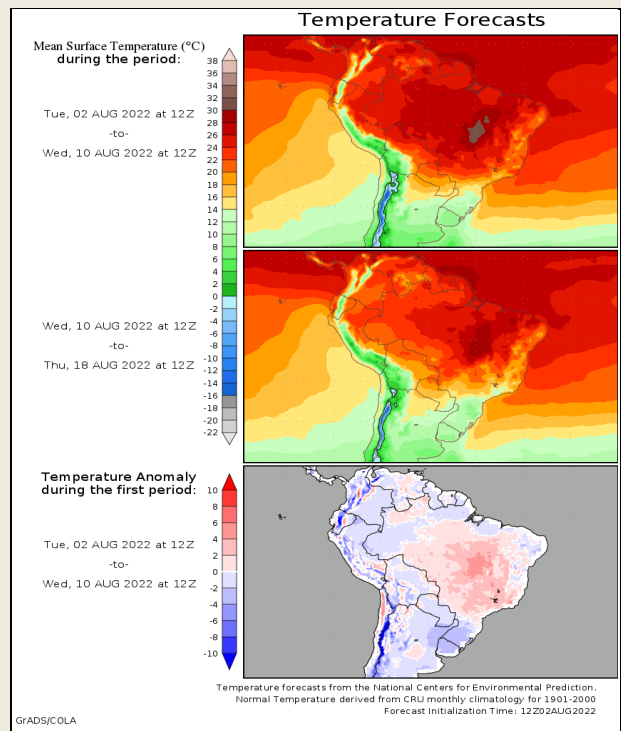 Temperature Forecasts
Mean Surface Temperature (°C)
during the period:
Tue, 02 AUG 2022 at 12Z
-to-
Wed, 10 AUG 2022 at 12Z
38
36
34
32
30
28
26
24
22
20
18
16
14
12
10
8
6
4
2
0
-2
-4
-6
-8
-10
-12
-14
-16
-18
-20
-22
Wed, 10 AUG 2022 at 12Z
-to-
Thu, 18 AUG 2022 at 12Z
Temperature Anomaly
during the first period:
Tue, 02 AUG 2022 at 12Z
-to-
Wed, 10 AUG 2022 at 12Z
10
8
6
4
2
0
-2
-4
-6
-8
-10
Temperature forecasts from the National Centers for Environmental Prediction.
Normal Temperature derived from CRU monthly climatology for 1901-2000
Forecast Initialization Time: 12Z02AUG2022
GrADS/COLA